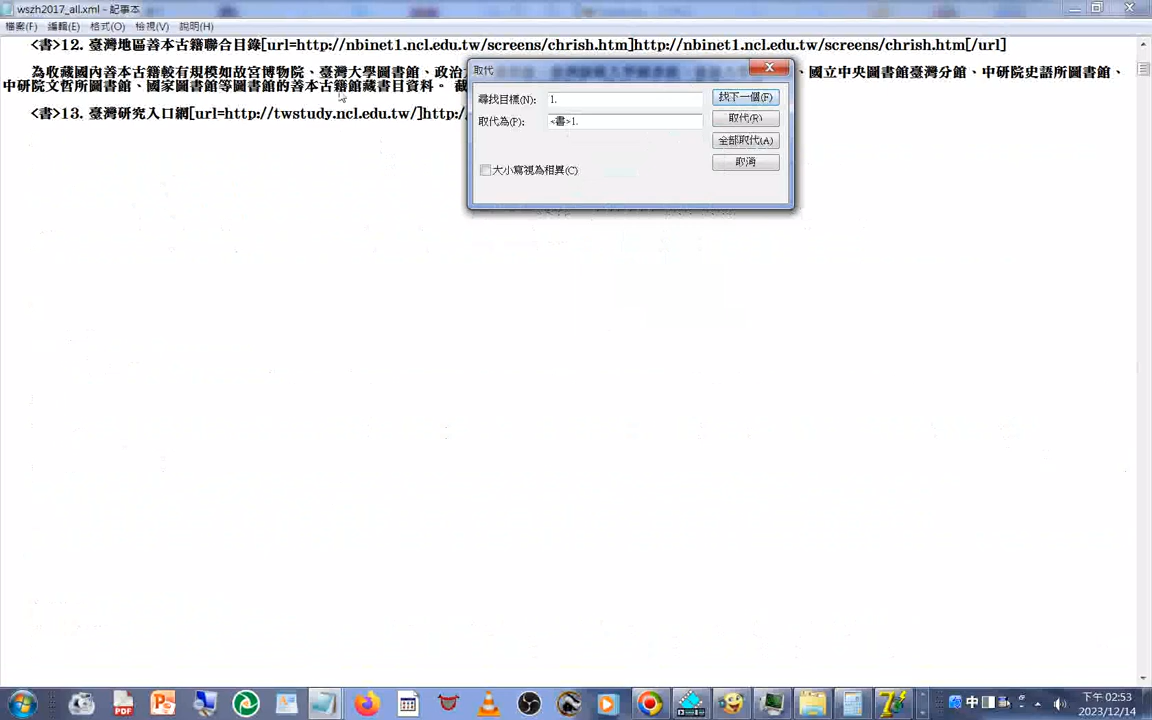 wszh2017_all.xml - 記事本
檔案(F) 編輯(E) 格式(O) 檢視(V) 說明(H)
<書>12. 臺灣地區善本古籍聯合目錄[url=http://nbinet1.ncl.edu.tw/screens/chrish.htm]http://nbinet1.ncl.edu.tw/screens/chrish.htm[/url]
為收藏國內善本古籍較有規模如故宮博物院、臺灣大學圖書館、政治
、國立中央圖書館臺灣分館、中研院史語所圖書館、
中研院文哲所圖書館、國家圖書館等圖書館的善本古籍館藏書目資料。 截
<書>13. 臺灣研究入口網[url=http://twstudy.ncl.edu.tw/]http:/
取代
尋找目標(N): 1.
找下一個(F)
取代為(P): <書>1.
取代(R)
全部取代(A)
取消
大小寫視為相異(C)
下午 02:53
2023/12/14
中